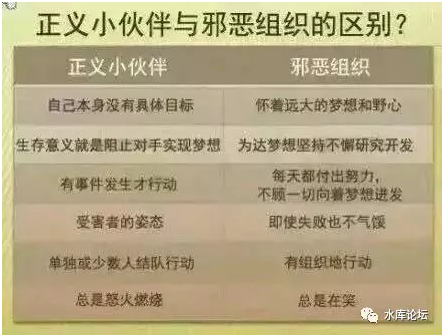 正义小伙伴与邪恶组织的区别？
正义小伙伴 邪恶组织
自己本身没有具体目标 怀着远大的梦想和野心
生存意义就是阻止对手实现梦想 为达梦想坚持不懈研究开发
有事件发生才行动 每天都付出努力，
不顾一切向着梦想进发
受害者的姿态 即使失败也不气馁
单独或少数人结队行动 有组织地行动
总是怒火燃缘 总是在笑
水库论坛